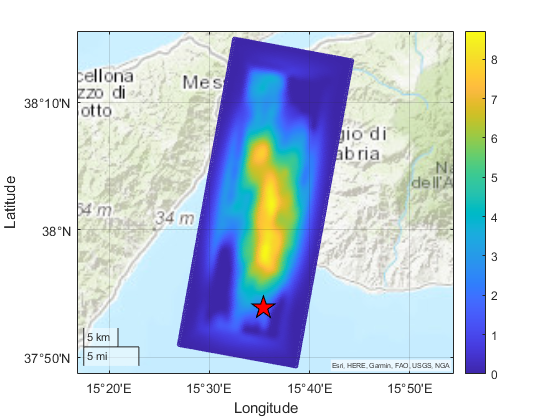 cellona
zzo di
otto
Mes
gio di
abria
Na
dell'A
34 m
34 m
38°10'N
38°N
37°50'N
Latitude
5 km
5 mi
Esri, HERE, Garmin, FAO, USGS, NGA
15°20'E
15°30'E
15°40'E
15°50'E
Longitude
8
7
6
5
4
3
2
1
0